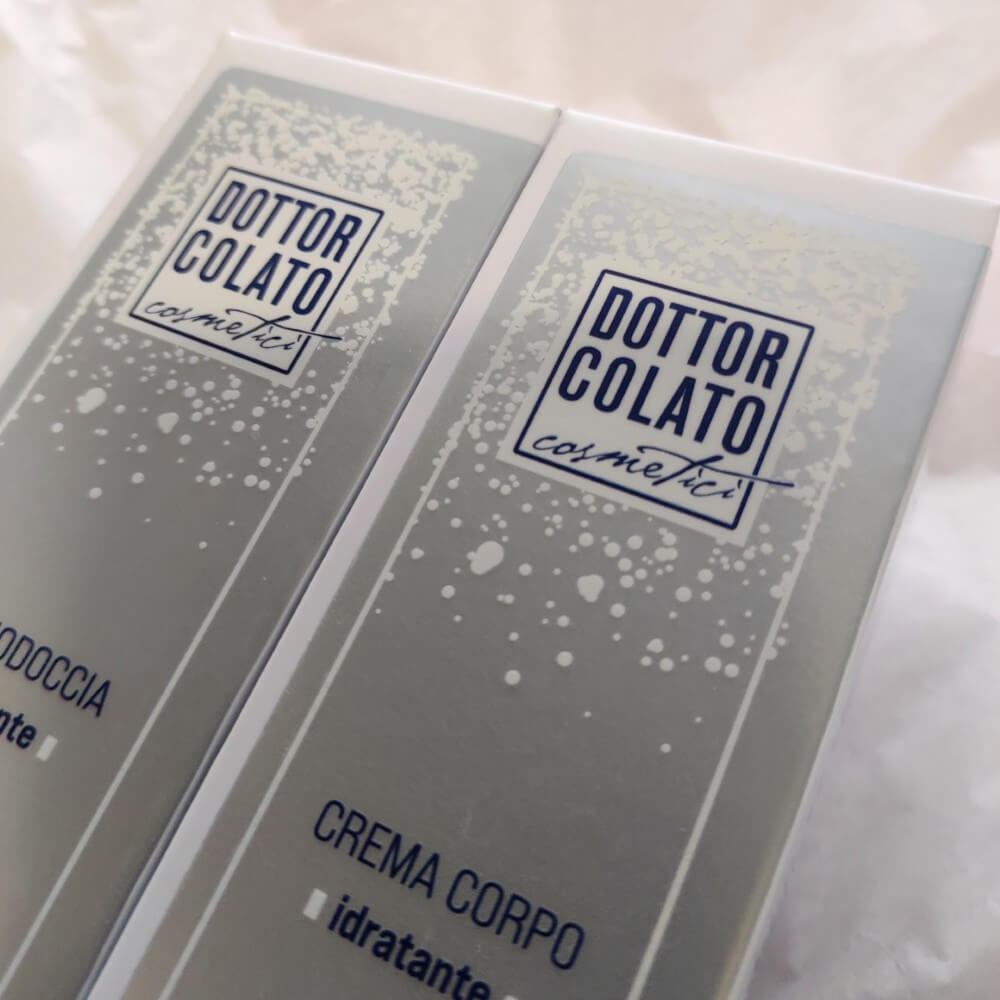 DOTTOR
COLATO
cosmetici
DOTTOR
COLATO
cosmetici
CREMA CORPO
idratante